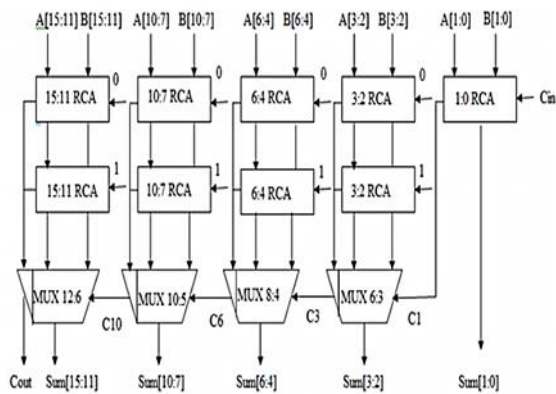 A[15:11] B[15:11] A[10:7] B[10:7] A[6:4] B[6:4] A[3:2] B[3:2] A[1:0] B[1:0]
0 0 0 0
15:11 RCA 10:7 RCA 6:4 RCA 3:2 RCA 1:0 RCA Cin
1 1 1 1
15:11 RCA 10:7 RCA 6:4 RCA 3:2 RCA
MUX 12:6 MUX 10:5 MUX 8:4 MUX 6:3
C10 C6 C3 C1
Cout Sum[15:11] Sum[10:7] Sum[6:4] Sum[3:2] Sum[1:0]